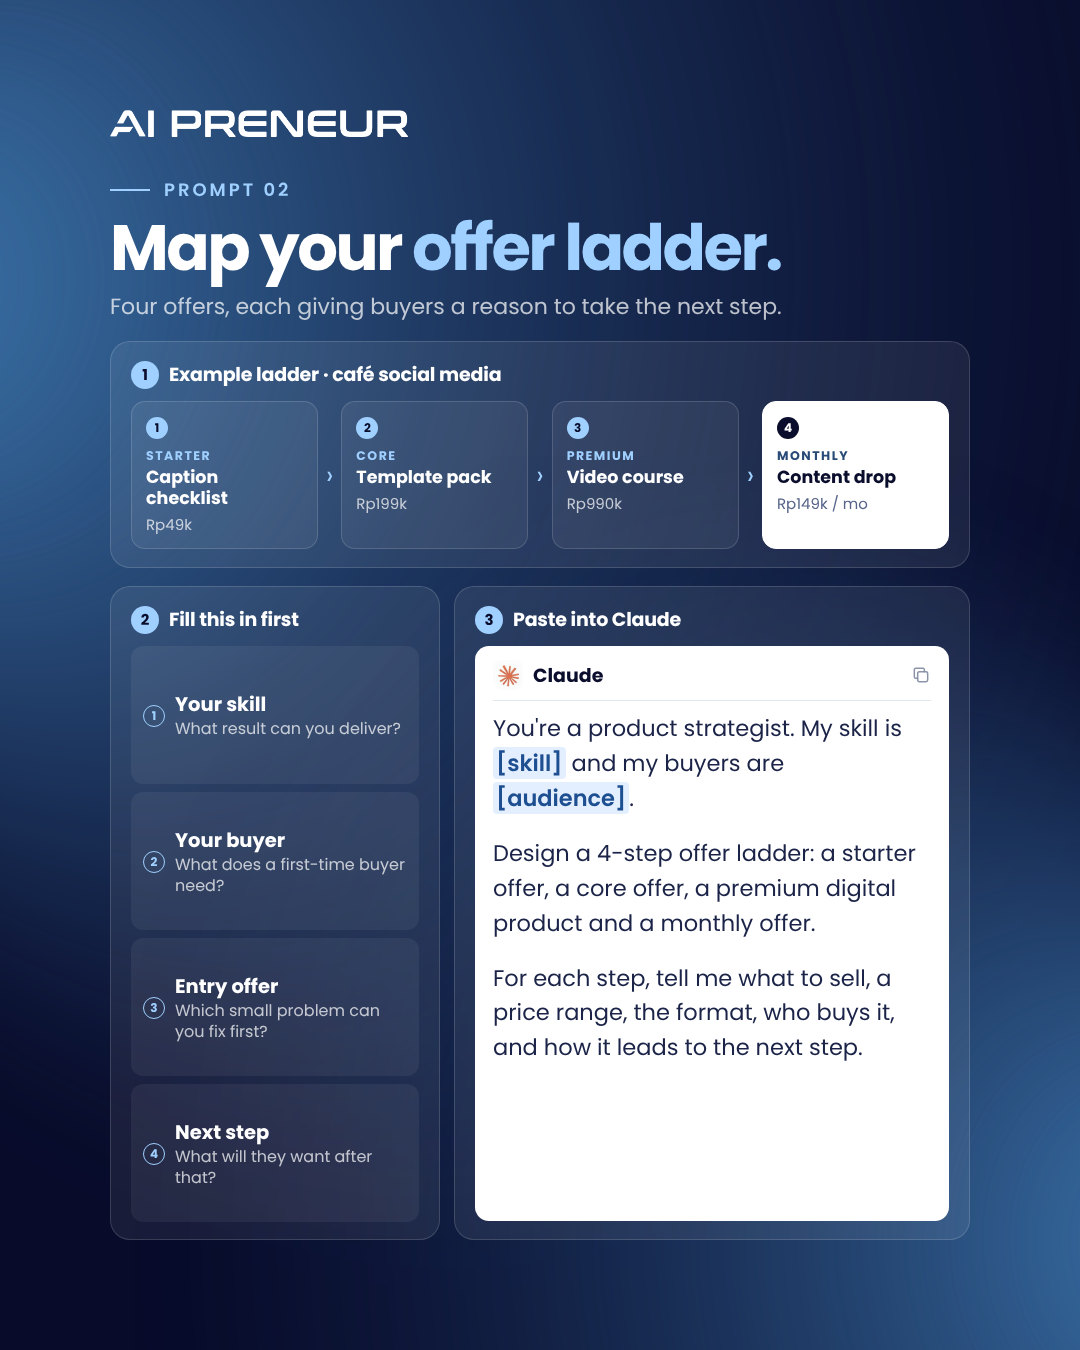 AI PRENEUR
PROMPT 02
Map your offer ladder.
Four offers, each giving buyers a reason to take the next step.
1 Example ladder · café social media
1
STARTER
Caption
checklist
Rp49k
›
2
CORE
Template pack
Rp199k
›
3
PREMIUM
Video course
Rp990k
›
4
MONTHLY
Content drop
Rp149k / mo
2 Fill this in first
1
Your skill
What result can you deliver?
2
Your buyer
What does a first-time buyer
need?
3
Entry offer
Which small problem can
you fix first?
4
Next step
What will they want after
that?
3 Paste into Claude
Claude
You're a product strategist. My skill is
[skill] and my buyers are
[audience].
Design a 4-step offer ladder: a starter
offer, a core offer, a premium digital
product and a monthly offer.
For each step, tell me what to sell, a
price range, the format, who buys it,
and how it leads to the next step.